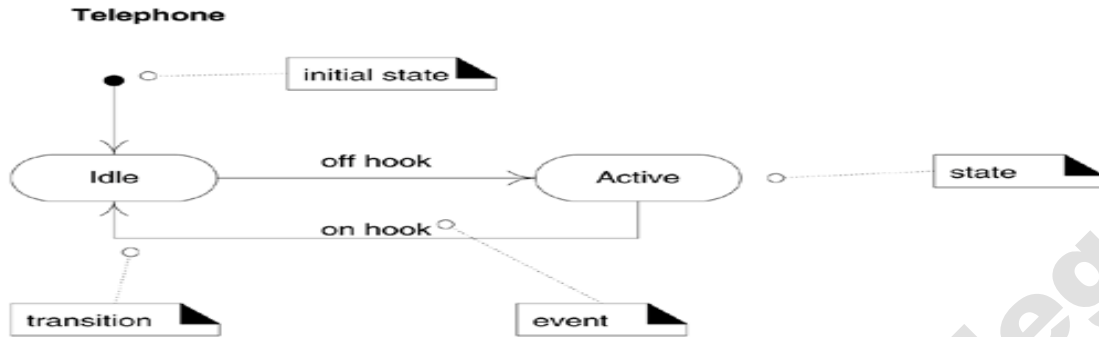 Telephone
initial state
off hook
Idle
Active
state
on hook
transition
event